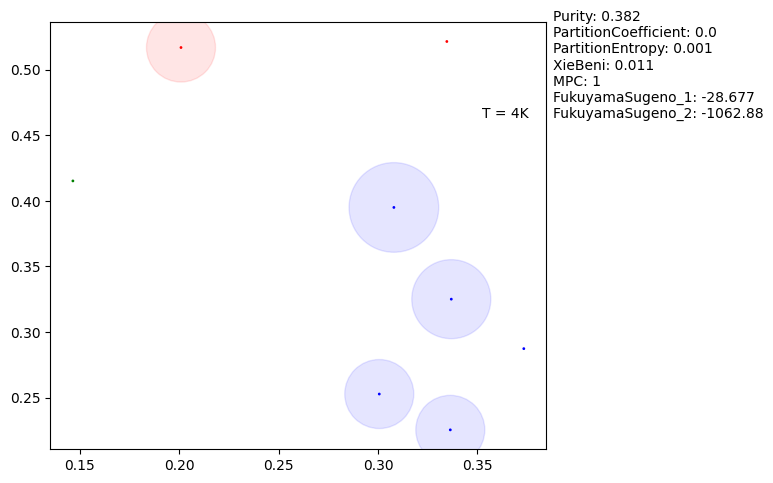 Purity: 0.382
PartitionCoefficient: 0.0
PartitionEntropy: 0.001
XieBeni: 0.011
MPC: 1
FukuyamaSugeno_1: -28.677
FukuyamaSugeno_2: -1062.88
T = 4K
0.50
0.45
0.40
0.35
0.30
0.25
0.15 0.20 0.25 0.30 0.35